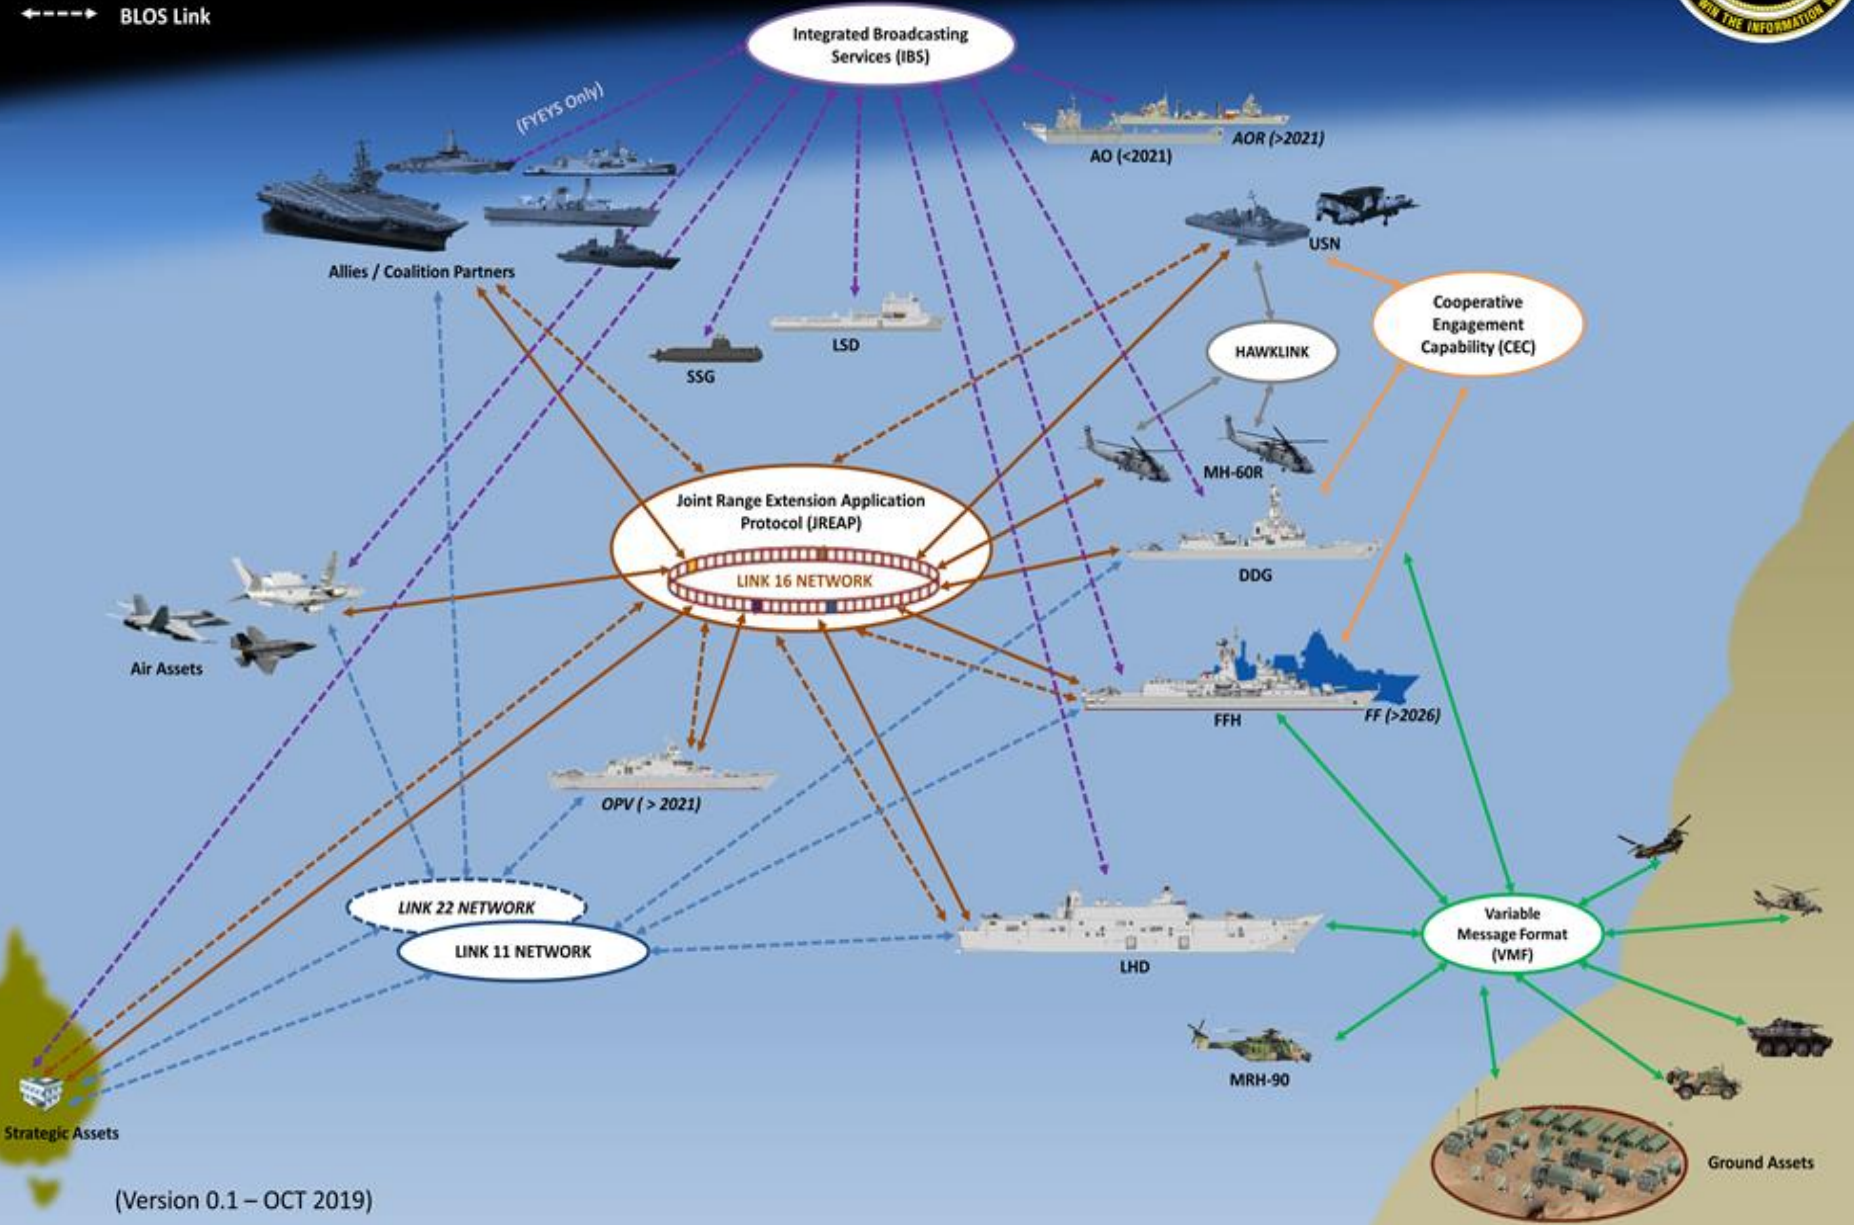 BLOS Link
WIN THE INFORMATION W
Integrated Broadcasting
Services (IBS)
(FYEYS Only)
AOR (>2021)
AO (<2021)
USN
Allies / Coalition Partners
Cooperative
Engagement
Capability (CEC)
LSD
HAWKLINK
SSG
MH-60R
Joint Range Extension Application
Protocol (JREAP)
LINK 16 NETWORK
DDG
Air Assets
FFH
FF (>2026)
OPV ( > 2021)
LINK 22 NETWORK
LINK 11 NETWORK
Variable
Message Format
(VMF)
LHD
MRH-90
Strategic Assets
Ground Assets
(Version 0.1 – OCT 2019)